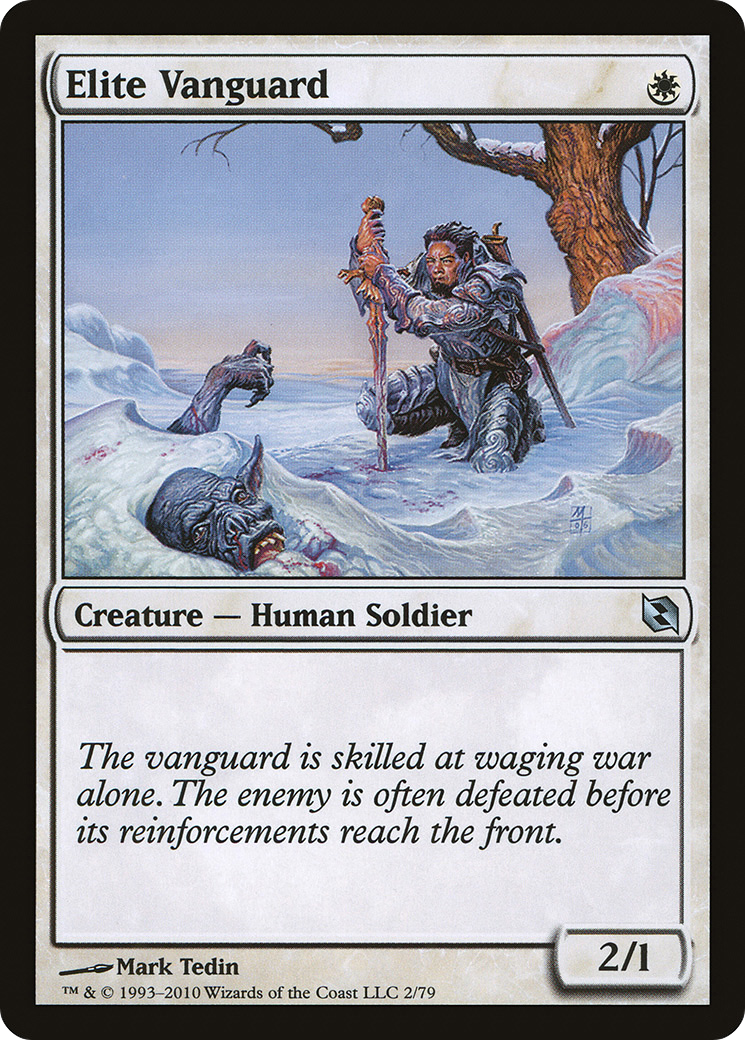 Elite Vanguard
M
06
Creature — Human Soldier
The vanguard is skilled at waging war
alone. The enemy is often defeated before
its reinforcements reach the front.
2/1
Mark Tedin
™ & © 1993–2010 Wizards of the Coast LLC 2/79